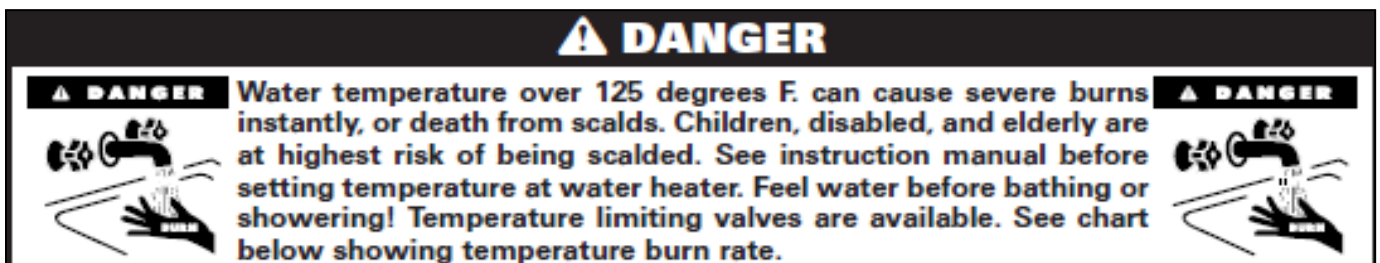 DANGER
DANGER
Water temperature over 125 degrees F. can cause severe burns
instantly, or death from scalds. Children, disabled, and elderly are
at highest risk of being scalded. See instruction manual before
setting temperature at water heater. Feel water before bathing or
showering! Temperature limiting valves are available. See chart
below showing temperature burn rate.
BURN
DANGER
BURN